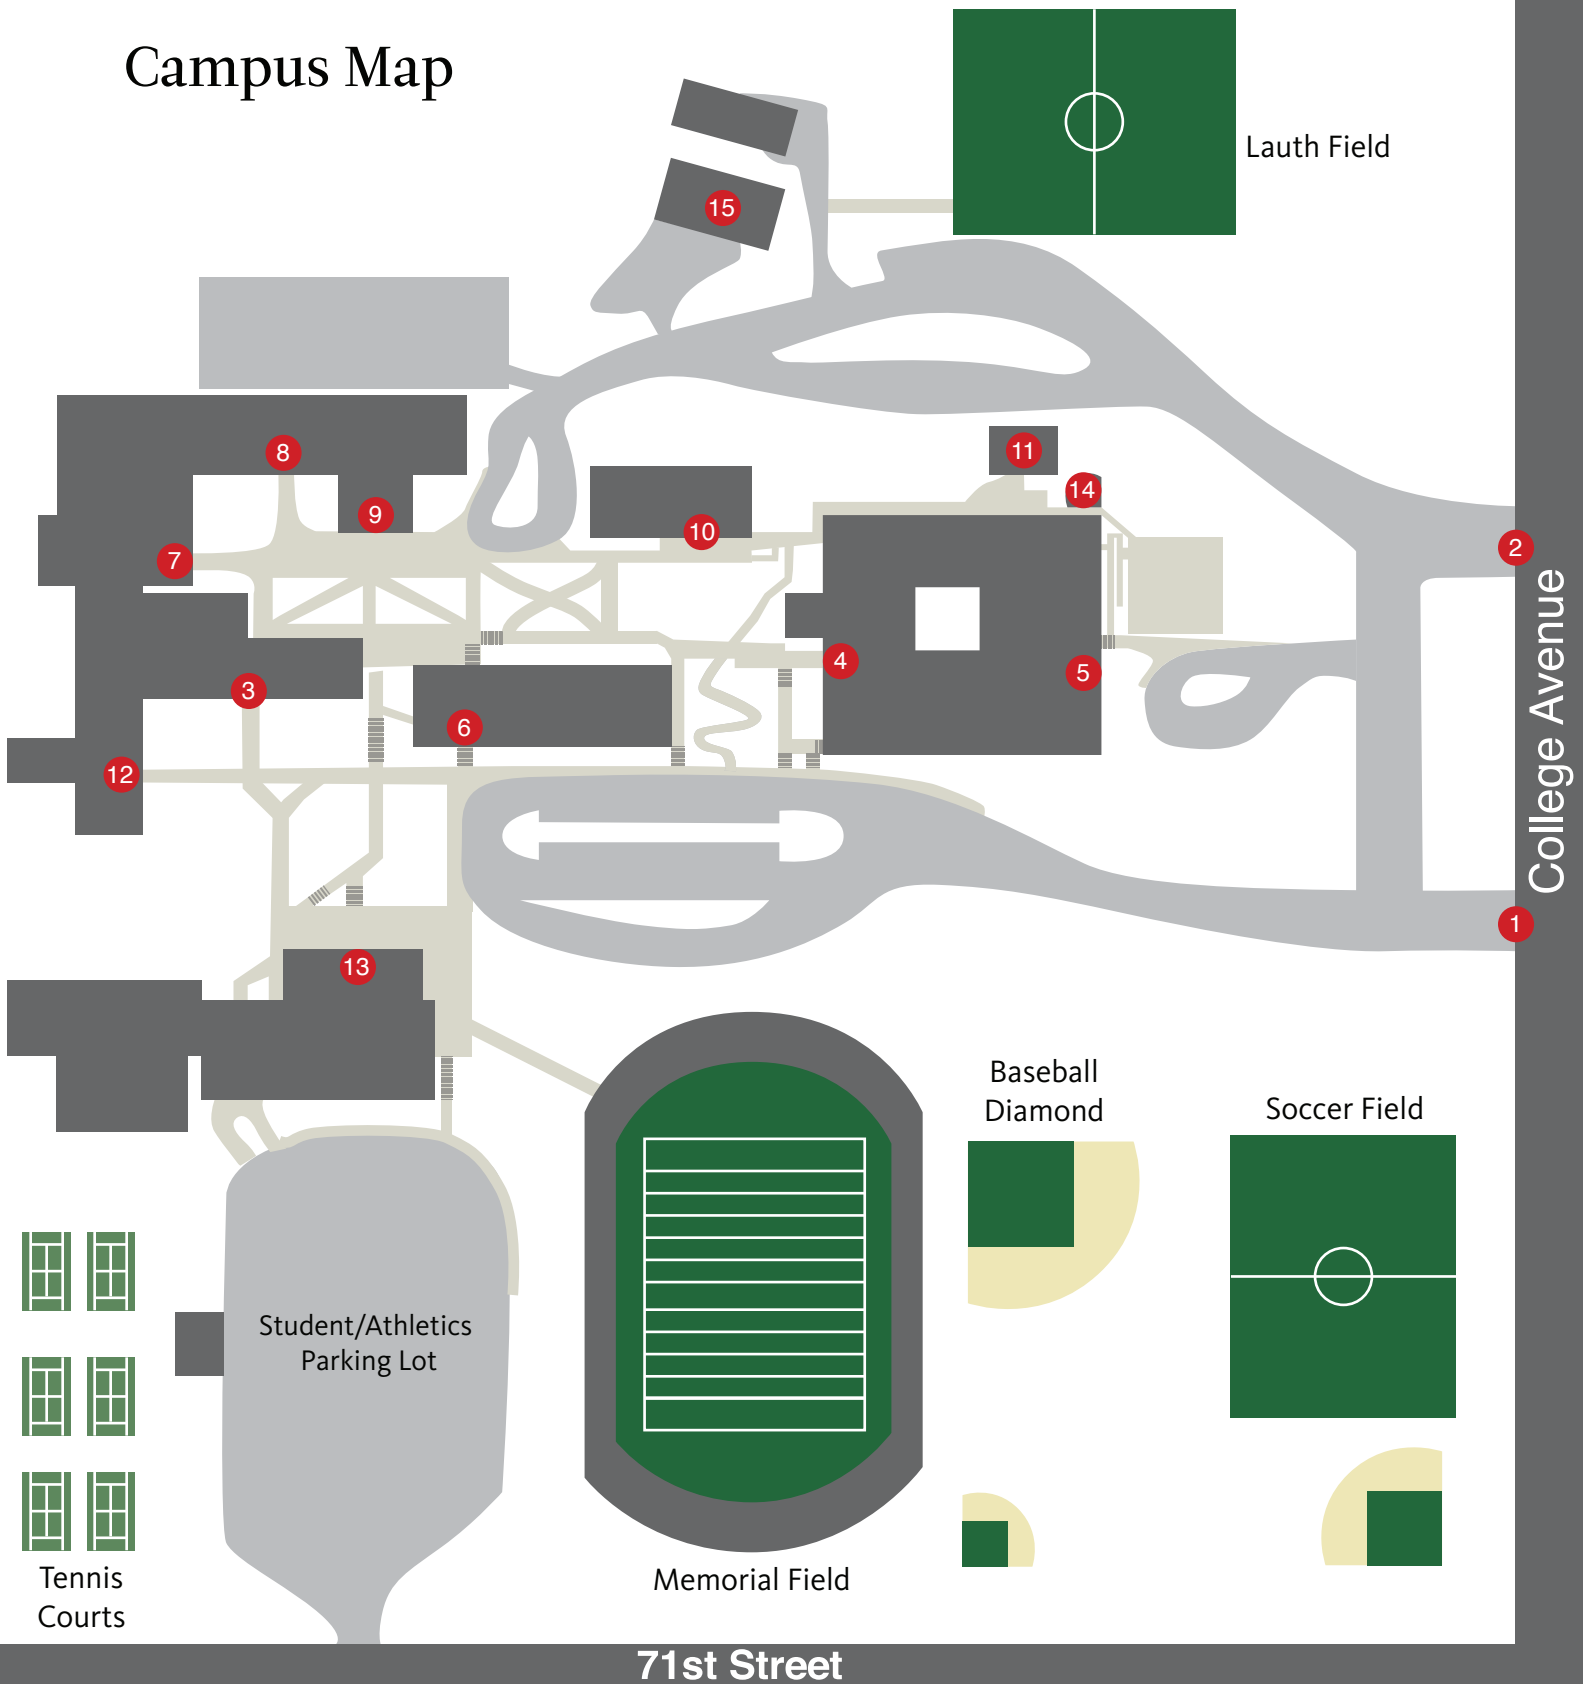 Campus Map
Lauth Field
15
8
11
14
9
10
2
7
4
5
3
6
12
College Avenue
1
13
Baseball
Diamond
Soccer Field
Student/Athletics
Parking Lot
Tennis
Courts
Memorial Field
71st Street